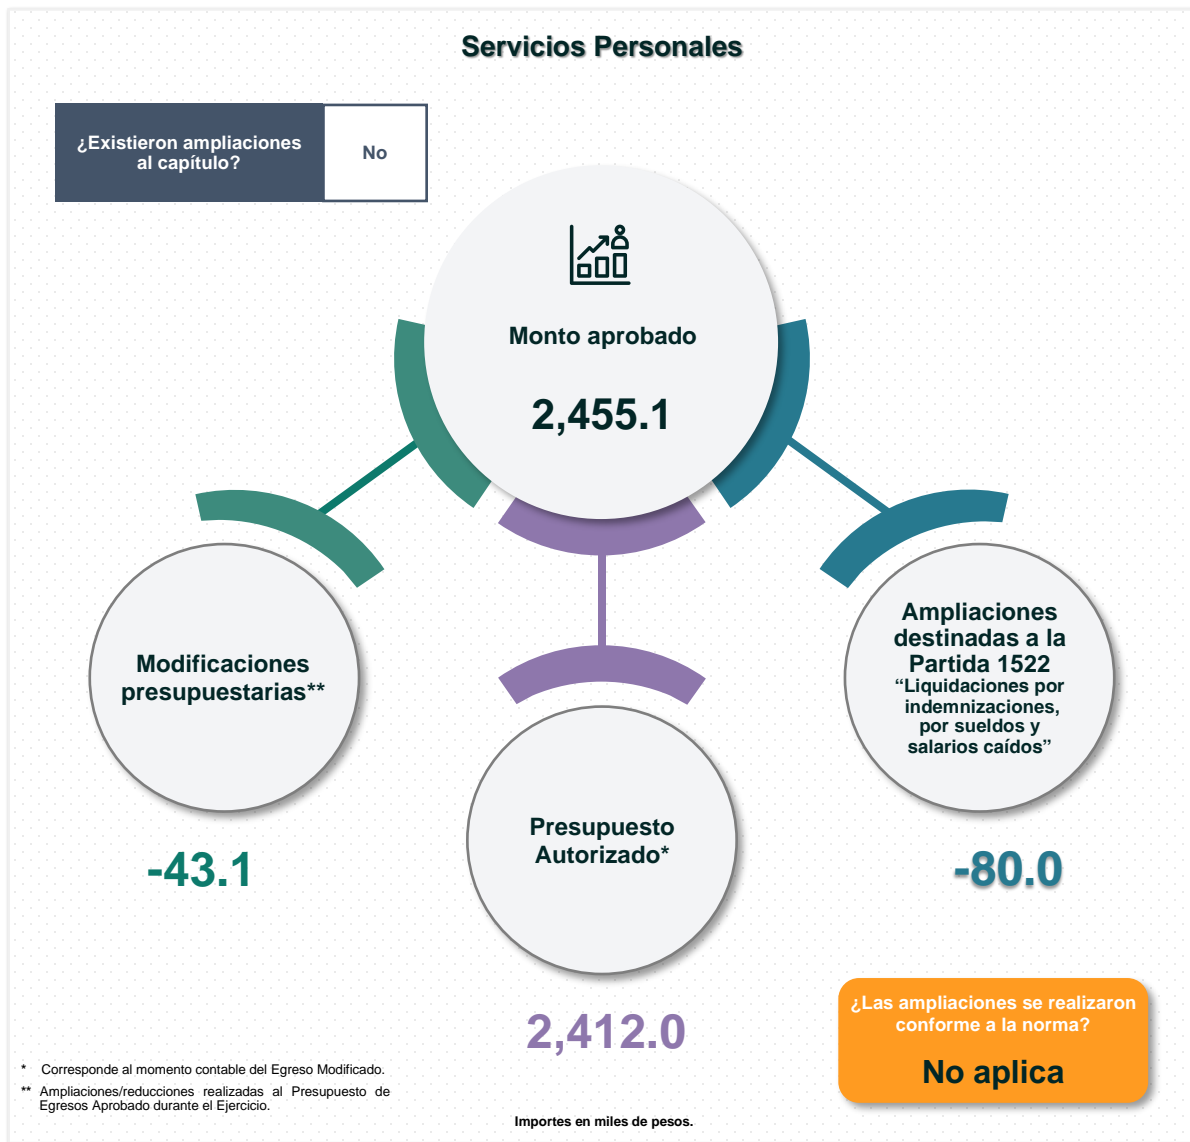 Servicios Personales
¿Existieron ampliaciones
al capítulo?
No
Monto aprobado
2,455.1
Modificaciones
presupuestarias**
-43.1
Presupuesto
Autorizado*
2,412.0
Ampliaciones
destinadas a la
Partida 1522
“Liquidaciones por
indemnizaciones,
por sueldos y
salarios caídos”
-80.0
¿Las ampliaciones se realizaron
conforme a la norma?
No aplica
* Corresponde al momento contable del Egreso Modificado.
** Ampliaciones/reducciones realizadas al Presupuesto de
Egresos Aprobado durante el Ejercicio.
Importes en miles de pesos.